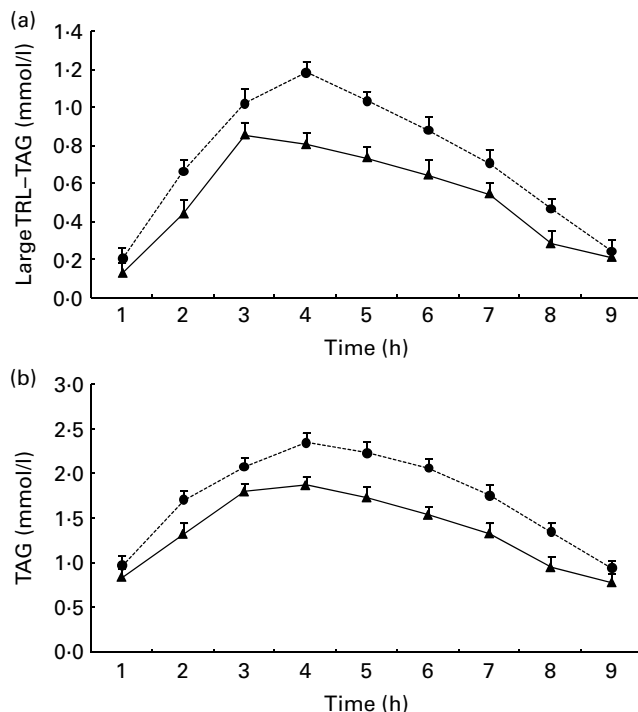 (a)
Large TRL–TAG (mmol/l)
1·4
1·2
1·0
0·8
0·6
0·4
0·2
0·0
1 2 3 4 5 6 7 8 9
Time (h)
(b)
TAG (mmol/l)
3·0
2·5
2·0
1·5
1·0
0·5
0·0
1 2 3 4 5 6 7 8 9
Time (h)